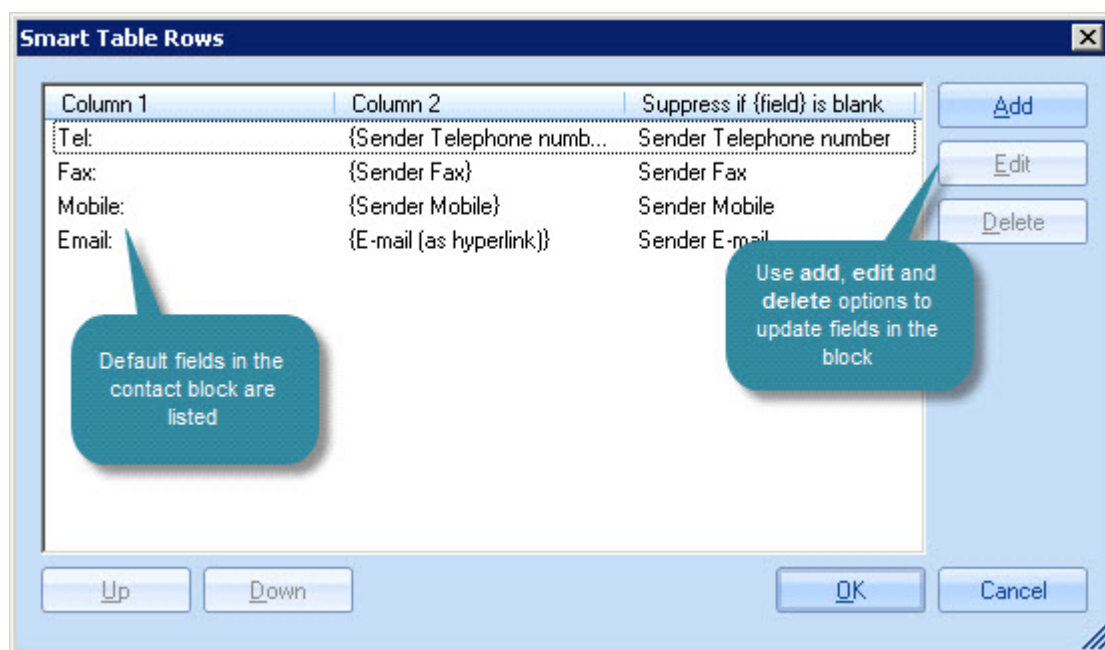 Smart Table Rows
Column 1 Column 2 Suppress if {field} is blank
Tel: {Sender Telephone numb... Sender Telephone number
Fax: {Sender Fax} Sender Fax
Mobile: {Sender Mobile} Sender Mobile
Email: {E-mail (as hyperlink)} Sender E-mail
Add
Edit
Delete
Use add, edit and
delete options to
update fields in the
block
Default fields in the
contact block are
listed
Up Down OK Cancel